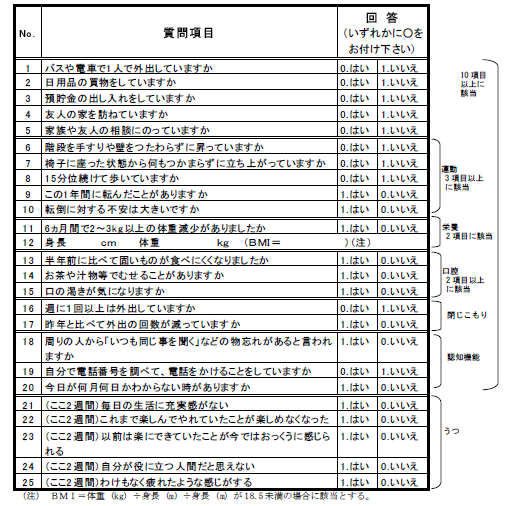 No. 質問項目 回答
(いずれかに○を
お付け下さい)
1 バスや電車で1人で外出していますか 0.はい 1.いいえ
2 日用品の買物をしていますか 0.はい 1.いいえ
3 預貯金の出し入れをしていますか 0.はい 1.いいえ
4 友人の家を訪ねていますか 0.はい 1.いいえ
5 家族や友人の相談にのっていますか 0.はい 1.いいえ
6 階段を手すりや壁をつたわらずに昇っていますか 0.はい 1.いいえ
7 椅子に座った状態から何もつかまらずに立ち上がっていますか 0.はい 1.いいえ
8 15分位続けて歩いていますか 0.はい 1.いいえ
9 この1年間に転んだことがありますか 1.はい 0.いいえ
10 転倒に対する不安は大きいですか 1.はい 0.いいえ
11 6ヵ月間で2～3kg以上の体重減少がありましたか 1.はい 0.いいえ
12 身長 cm 体重 kg (BMI= )(注)
13 半年前に比べて固いものが食べにくくなりましたか 1.はい 0.いいえ
14 お茶や汁物等でむせることがありますか 1.はい 0.いいえ
15 口の渇きが気になりますか 1.はい 0.いいえ
16 週に1回以上は外出していますか 0.はい 1.いいえ
17 昨年と比べて外出の回数が減っていますか 1.はい 0.いいえ
18 周りの人から「いつも同じ事を聞く」などの物忘れがあると言われ 1.はい 0.いいえ
ますか
19 自分で電話番号を調べて、電話をかけることをしていますか 0.はい 1.いいえ
20 今日が何月何日かわからない時がありますか 1.はい 0.いいえ
21 (ここ2週間)毎日の生活に充実感がない 1.はい 0.いいえ
22 (ここ2週間)これまで楽しんでやれていたことが楽しめなくなった 1.はい 0.いいえ
23 (ここ2週間)以前は楽にできていたことが今ではおっくうに感じら 1.はい 0.いいえ
れる
24 (ここ2週間)自分が役に立つ人間だと思えない 1.はい 0.いいえ
25 (ここ2週間)わけもなく疲れたような感じがする 1.はい 0.いいえ
(注) BMI=体重(kg)÷身長(m)÷身長(m)が18.5未満の場合に該当とする。
10項目
以上に
該当
運動
3項目以上
に該当
栄養
2項目に該当
口腔
2項目以上
に該当
閉じこもり
認知機能
うつ